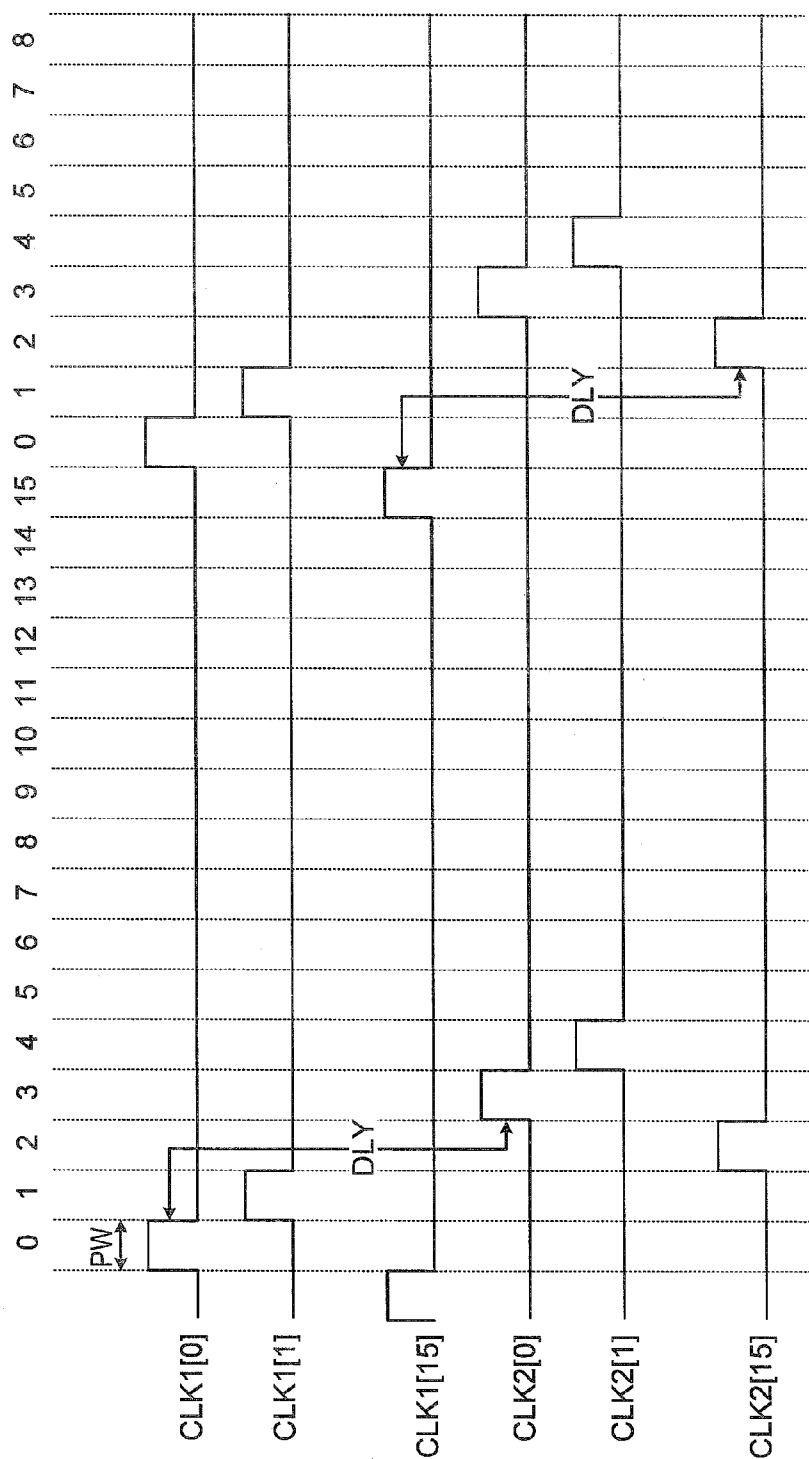 0 1 2 3 4 5 6 7 8 9 10 11 12 13 14 15 0 1 2 3 4 5 6 7 8
PW
CLK1[0]
CLK1[1]
DLY
CLK1[15]
CLK2[0]
DLY
CLK2[1]
CLK2[15]